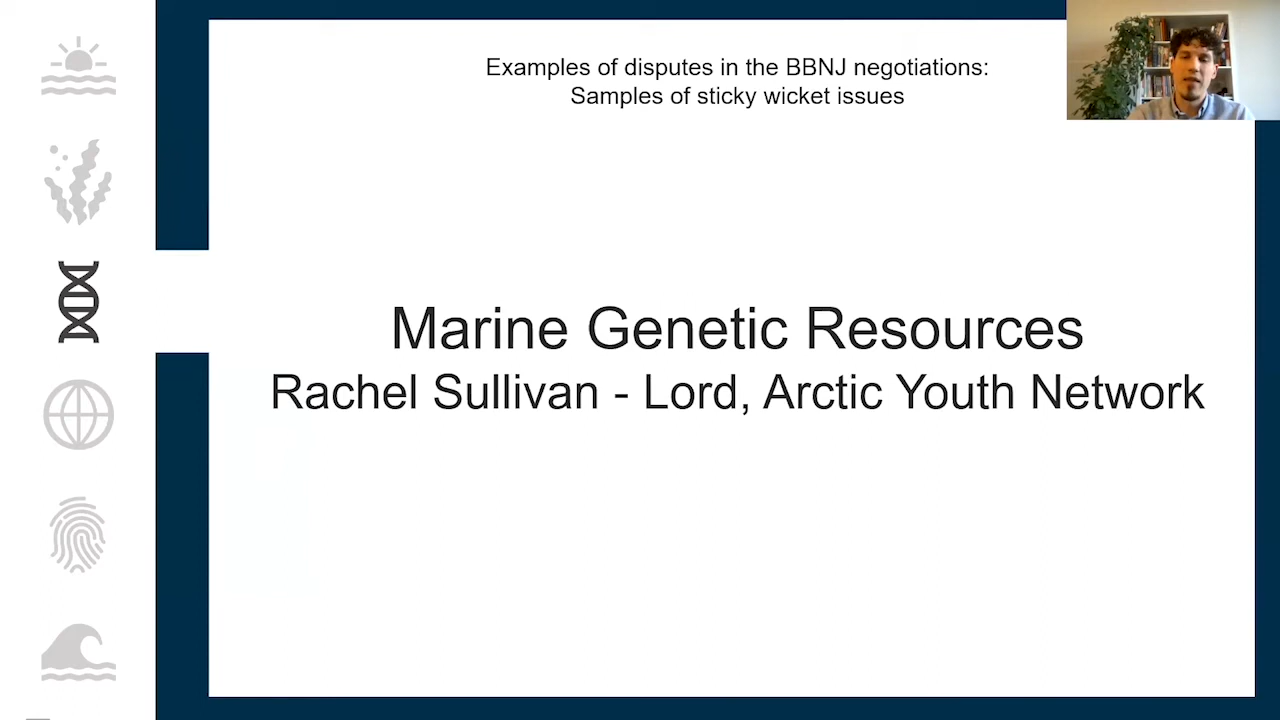 Examples of disputes in the BBNJ negotiations:
Samples of sticky wicket issues
Marine Genetic Resources
Rachel Sullivan - Lord, Arctic Youth Network